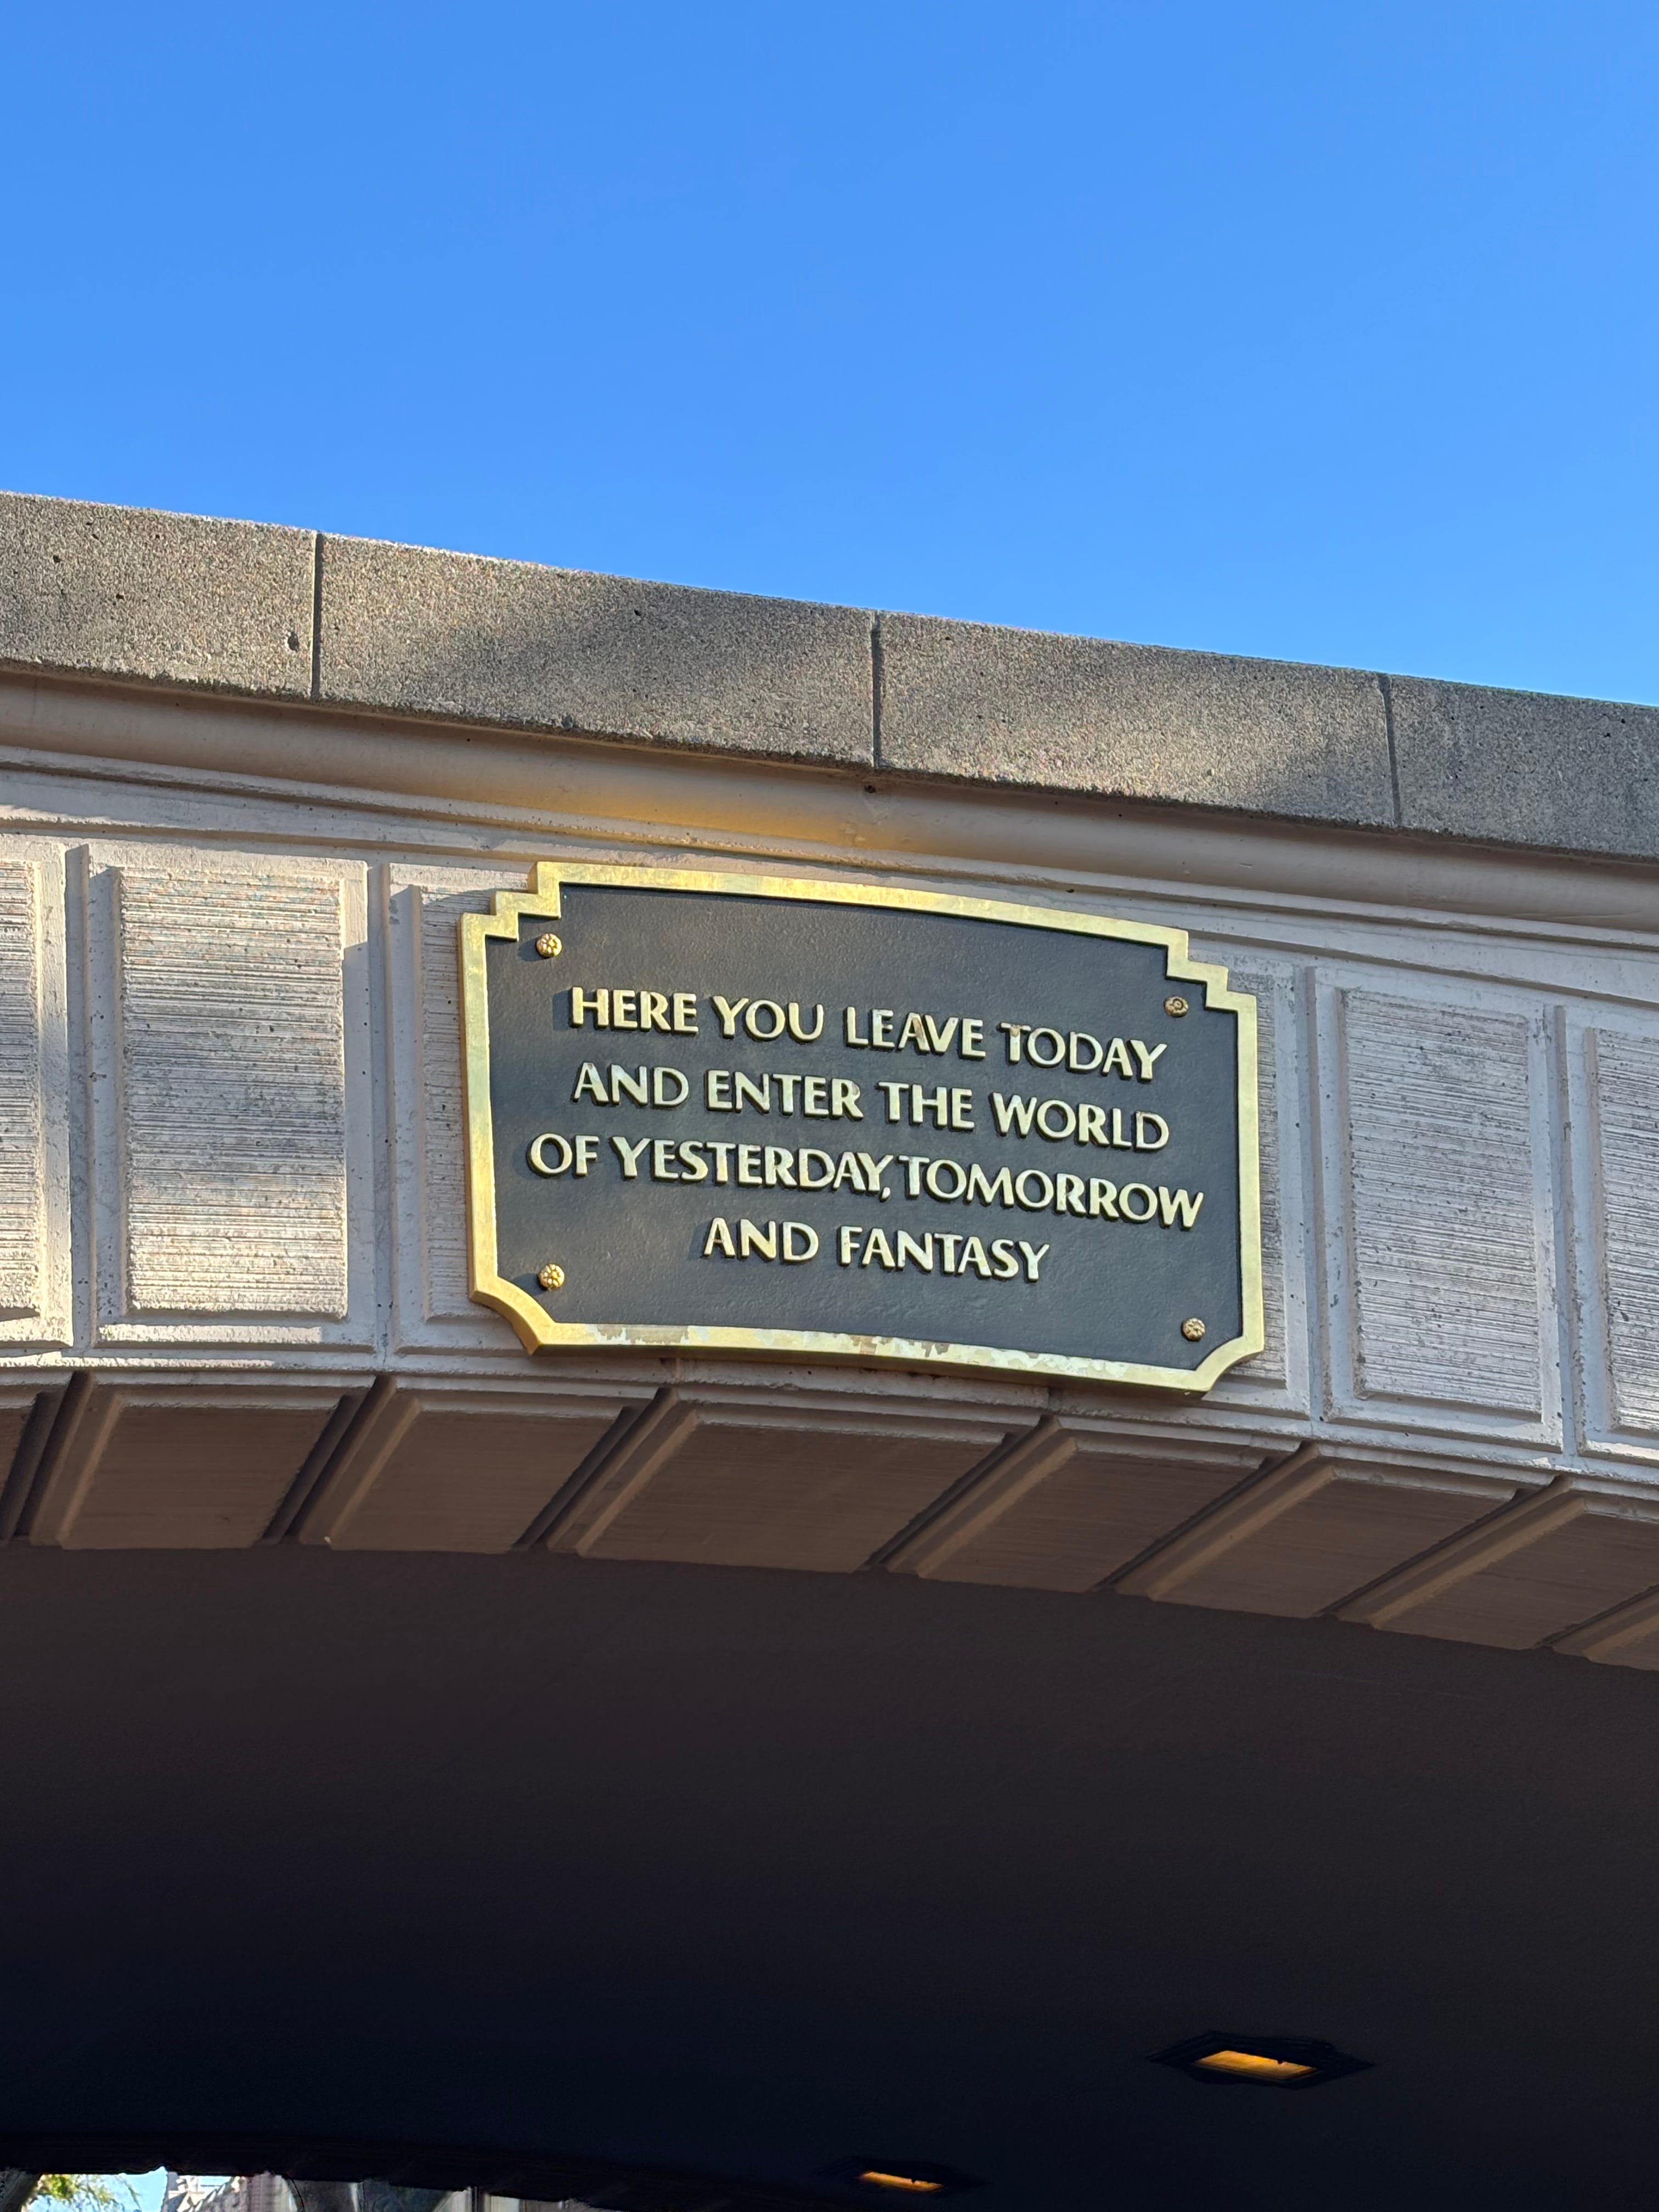 HERE YOU LEAVE TODAY
AND ENTER THE WORLD
OF YESTERDAY, TOMORROW
AND FANTASY